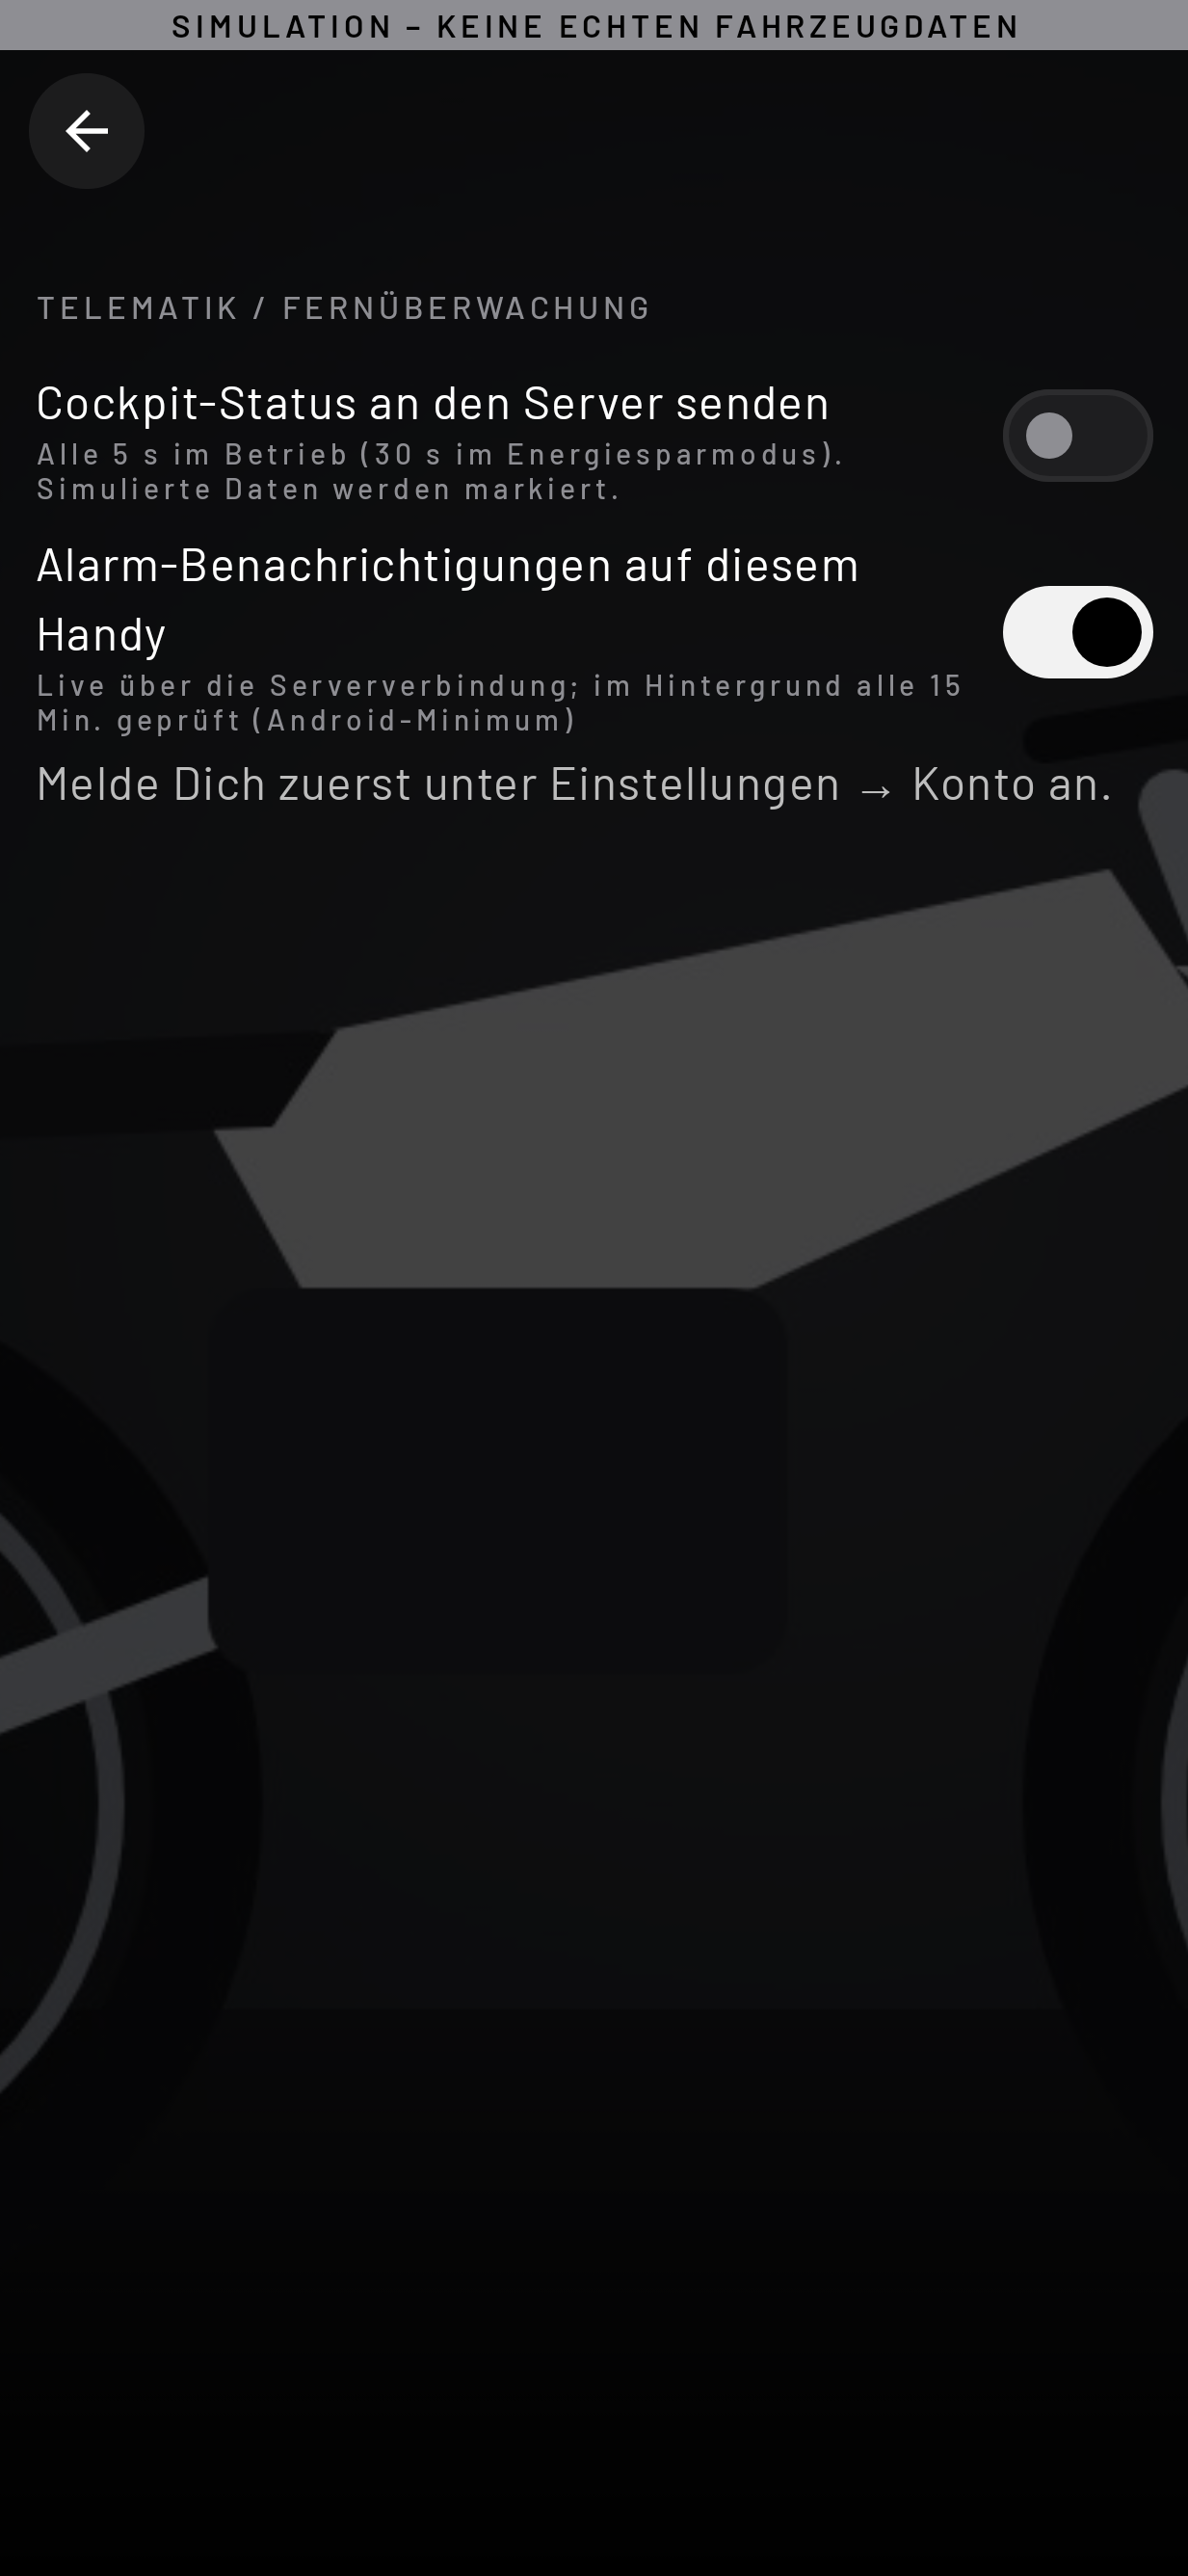 SIMULATION – KEINE ECHTEN FAHRZEUGDATEN
TELEMATIK / FERNÜBERWACHUNG
Cockpit-Status an den Server senden
Alle 5 s im Betrieb (30 s im Energiesparmodus).
Simulierte Daten werden markiert.
Alarm-Benachrichtigungen auf diesem
Handy
Live über die Serververbindung; im Hintergrund alle 15
Min. geprüft (Android-Minimum)
Melde Dich zuerst unter Einstellungen → Konto an.